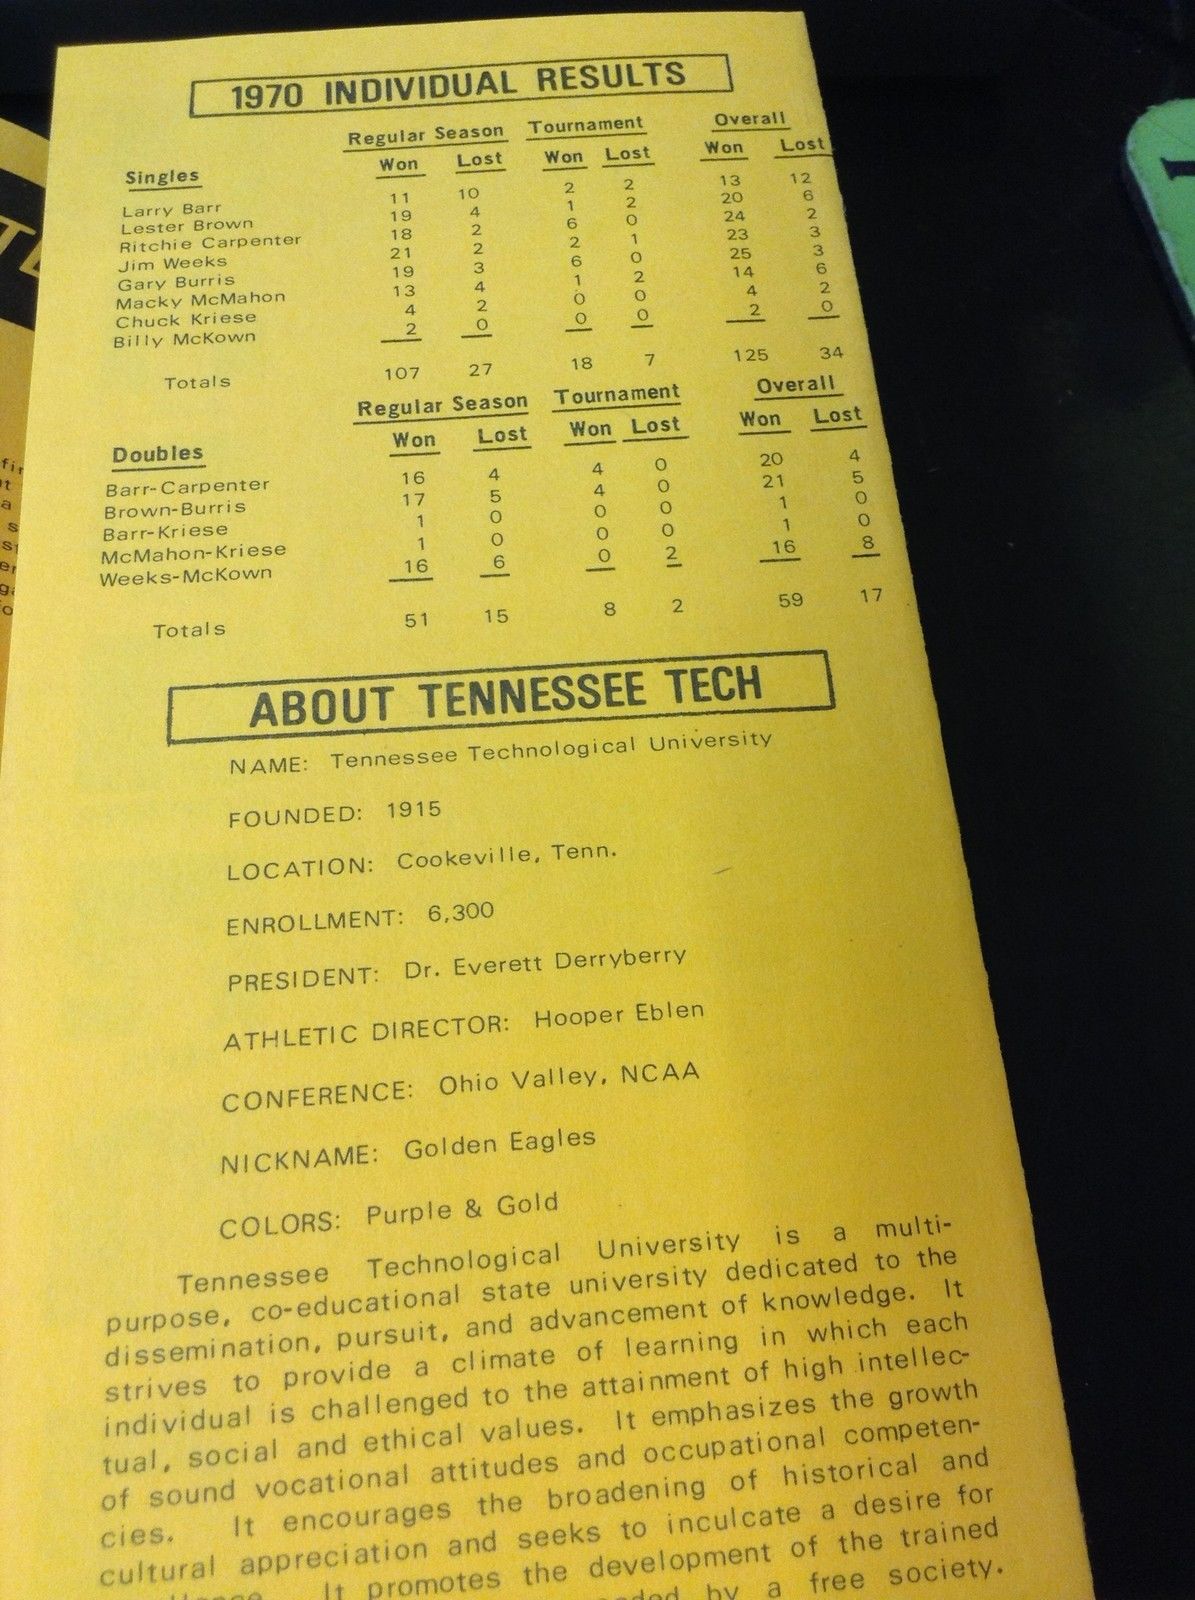 1970 INDIVIDUAL RESULTS
Regular Season Tournament Overall
Singles Won Lost Won Lost Won Lost
Larry Barr 11 10 2 2 13 12
Lester Brown 19 4 1 2 20 6
Ritchie Carpenter 18 2 6 0 24 2
Jim Weeks 21 2 2 1 23 3
Gary Burris 19 3 6 0 25 3
Macky McMahon 13 4 1 2 14 6
Chuck Kriese 4 2 0 0 4 2
Billy McKown 2 0 0 0 2 0
Totals 107 27 18 7 125 34
Regular Season Tournament Overall
Doubles Won Lost Won Lost Won Lost
Barr-Carpenter 16 4 4 0 20 4
Brown-Burris 17 5 4 0 21 5
Barr-Kriese 1 0 0 0 1 0
McMahon-Kriese 1 0 0 0 1 0
Weeks-McKown 16 6 0 2 16 8
Totals 51 15 8 2 59 17
ABOUT TENNESSEE TECH
NAME: Tennessee Technological University
FOUNDED: 1915
LOCATION: Cookeville, Tenn.
ENROLLMENT: 6,300
PRESIDENT: Dr. Everett Derryberry
ATHLETIC DIRECTOR: Hooper Eblen
CONFERENCE: Ohio Valley, NCAA
NICKNAME: Golden Eagles
COLORS: Purple & Gold
Tennessee Technological University is a multi-
purpose, co-educational state university dedicated to the
dissemination, pursuit, and advancement of knowledge. It
strives to provide a climate of learning in which each
individual is challenged to the attainment of high intellec-
tual, social and ethical values. It emphasizes the growth
of sound vocational attitudes and occupational competen-
cies. It encourages the broadening of historical and
cultural appreciation and seeks to inculcate a desire for
It promotes the development of the trained
by a free society.